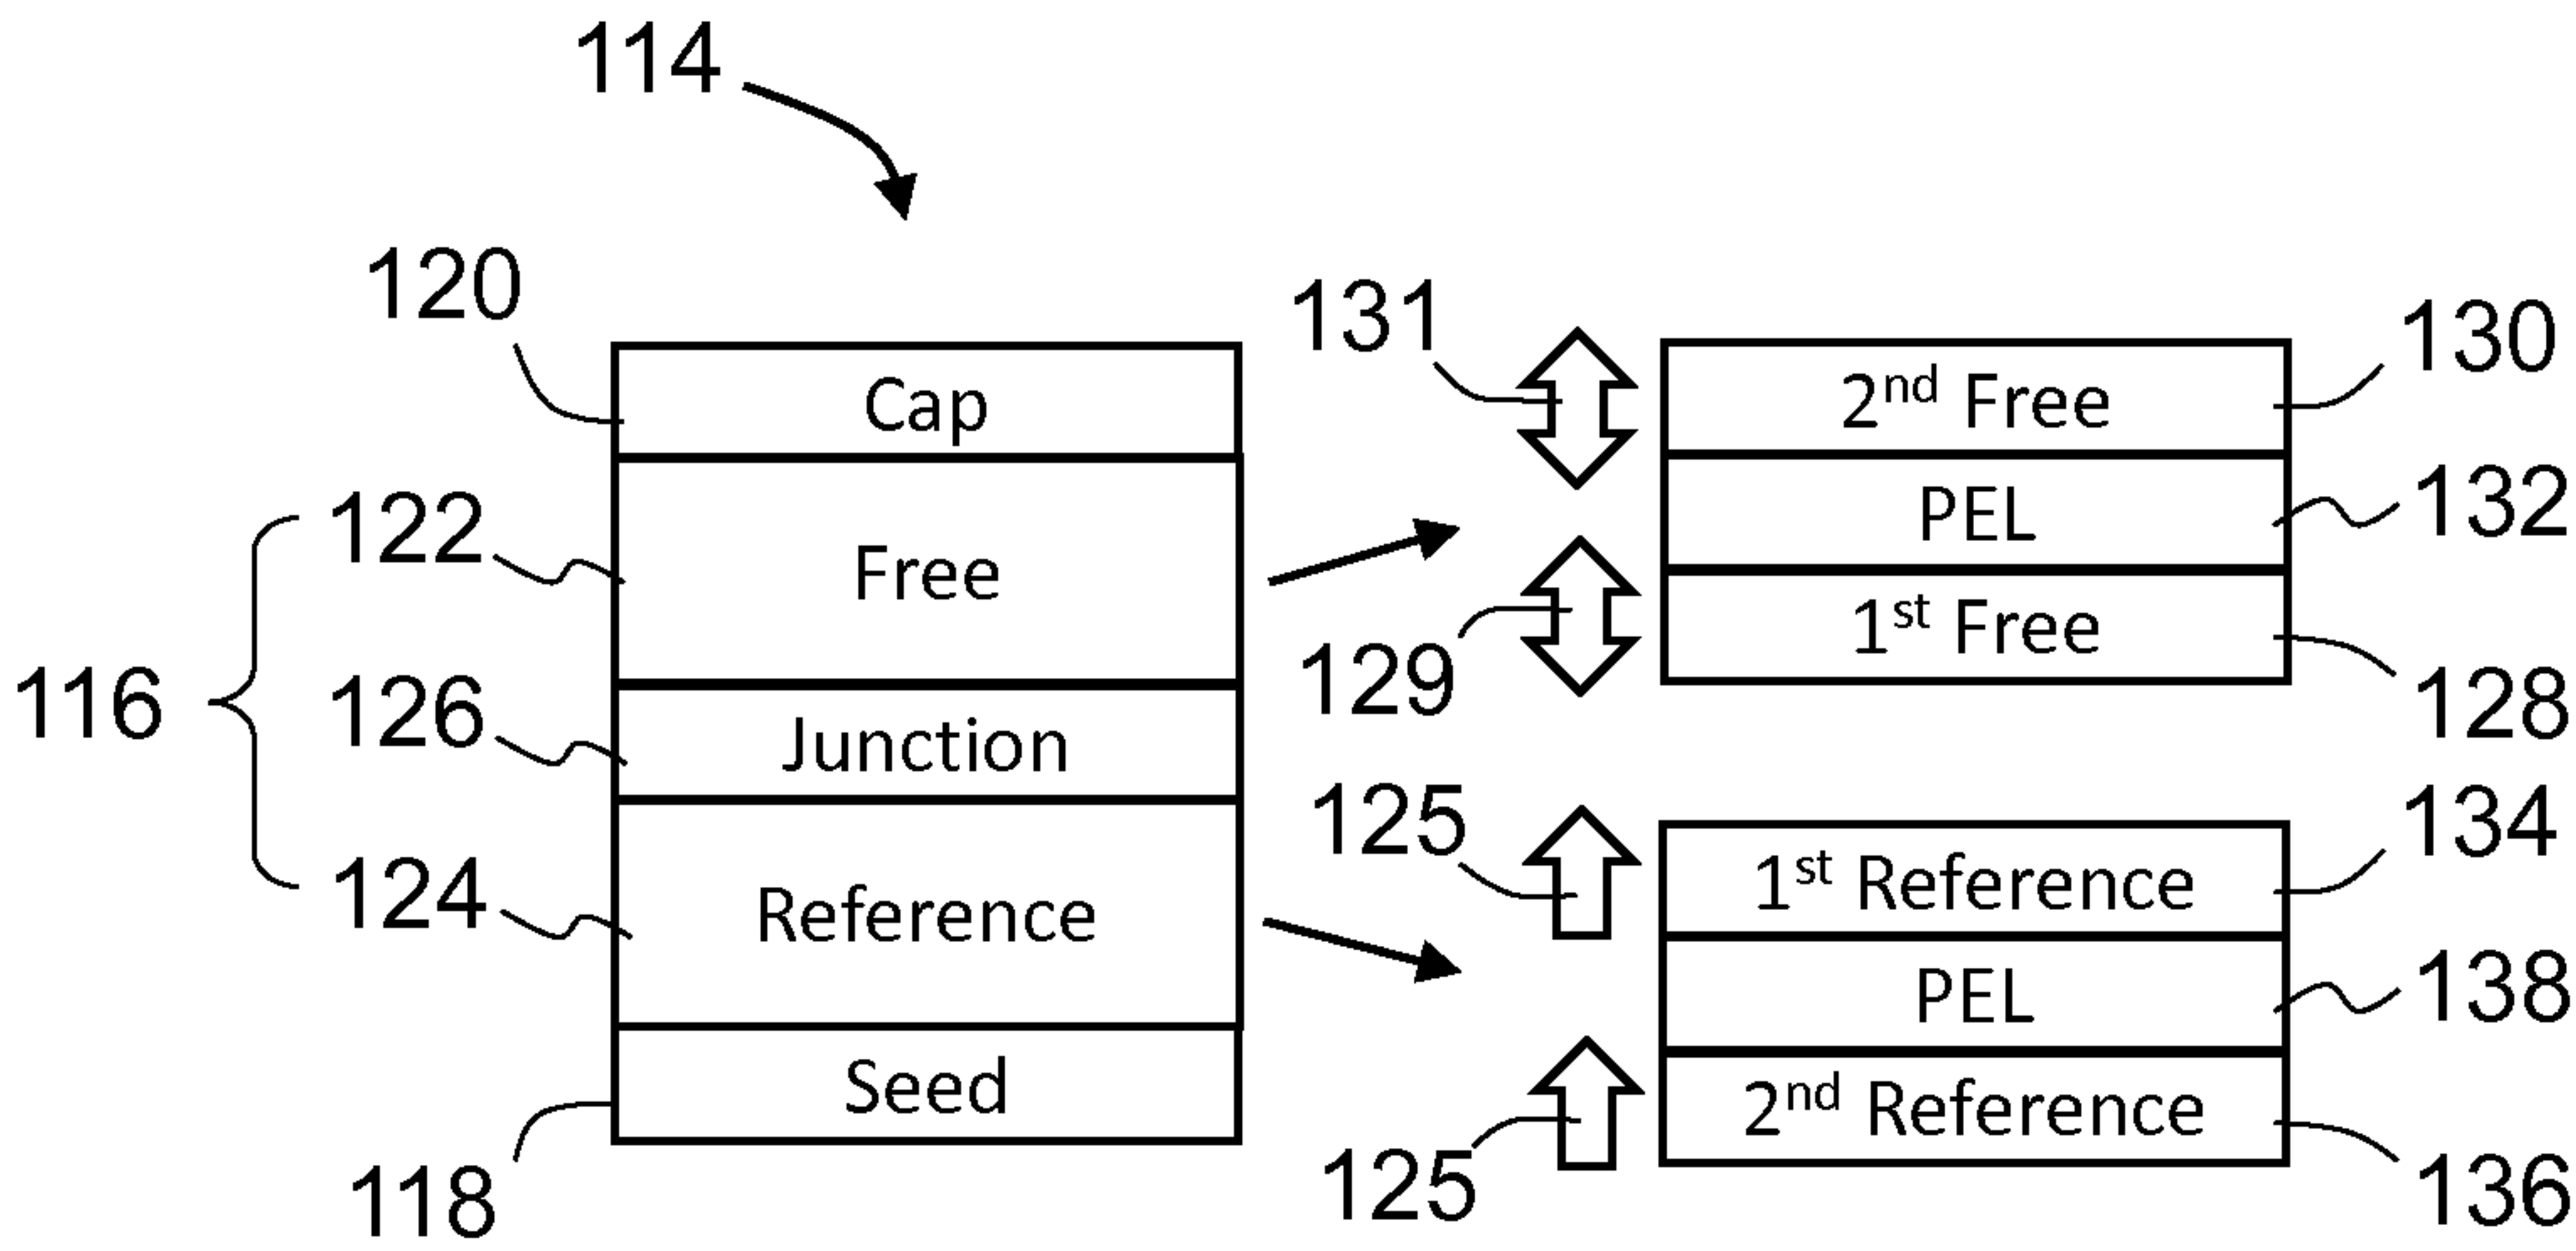 114
120
Cap
122
Free
116
126
Junction
124
Reference
Seed
118
131
2nd Free
130
PEL
132
129
1st Free
128
125
1st Reference
134
PEL
138
125
2nd Reference
136